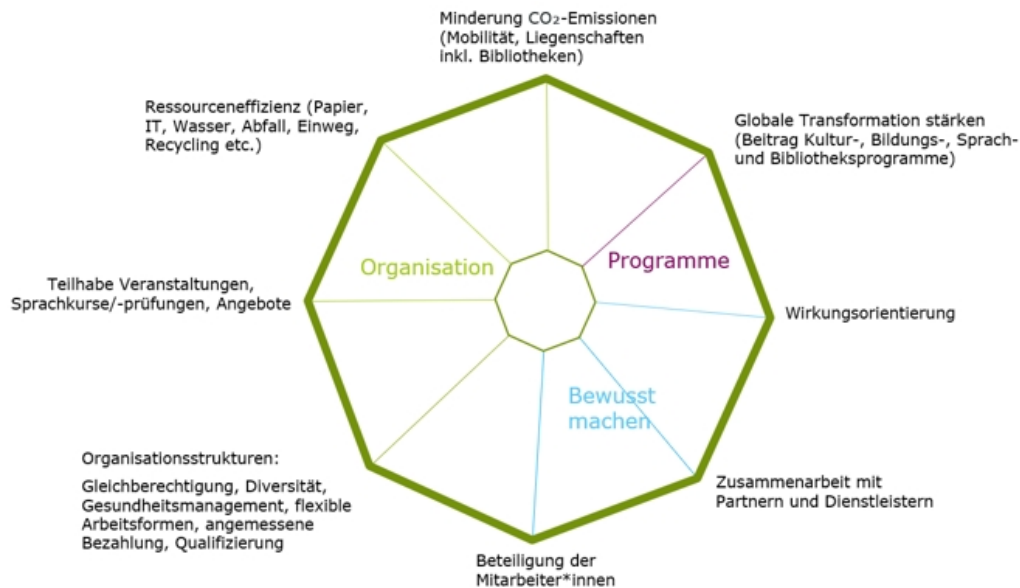 Minderung CO₂-Emissionen
(Mobilität, Liegenschaften
inkl. Bibliotheken)
Ressourceneffizienz (Papier,
IT, Wasser, Abfall, Einweg,
Recycling etc.)
Globale Transformation stärken
(Beitrag Kultur-, Bildungs-, Sprach-
und Bibliotheksprogramme)
Organisation
Programme
Teilhabe Veranstaltungen,
Sprachkurse/-prüfungen, Angebote
Wirkungsorientierung
Bewusst
machen
Organisationsstrukturen:
Gleichberechtigung, Diversität,
Gesundheitsmanagement, flexible
Arbeitsformen, angemessene
Bezahlung, Qualifizierung
Zusammenarbeit mit
Partnern und Dienstleistern
Beteiligung der
Mitarbeiter*innen